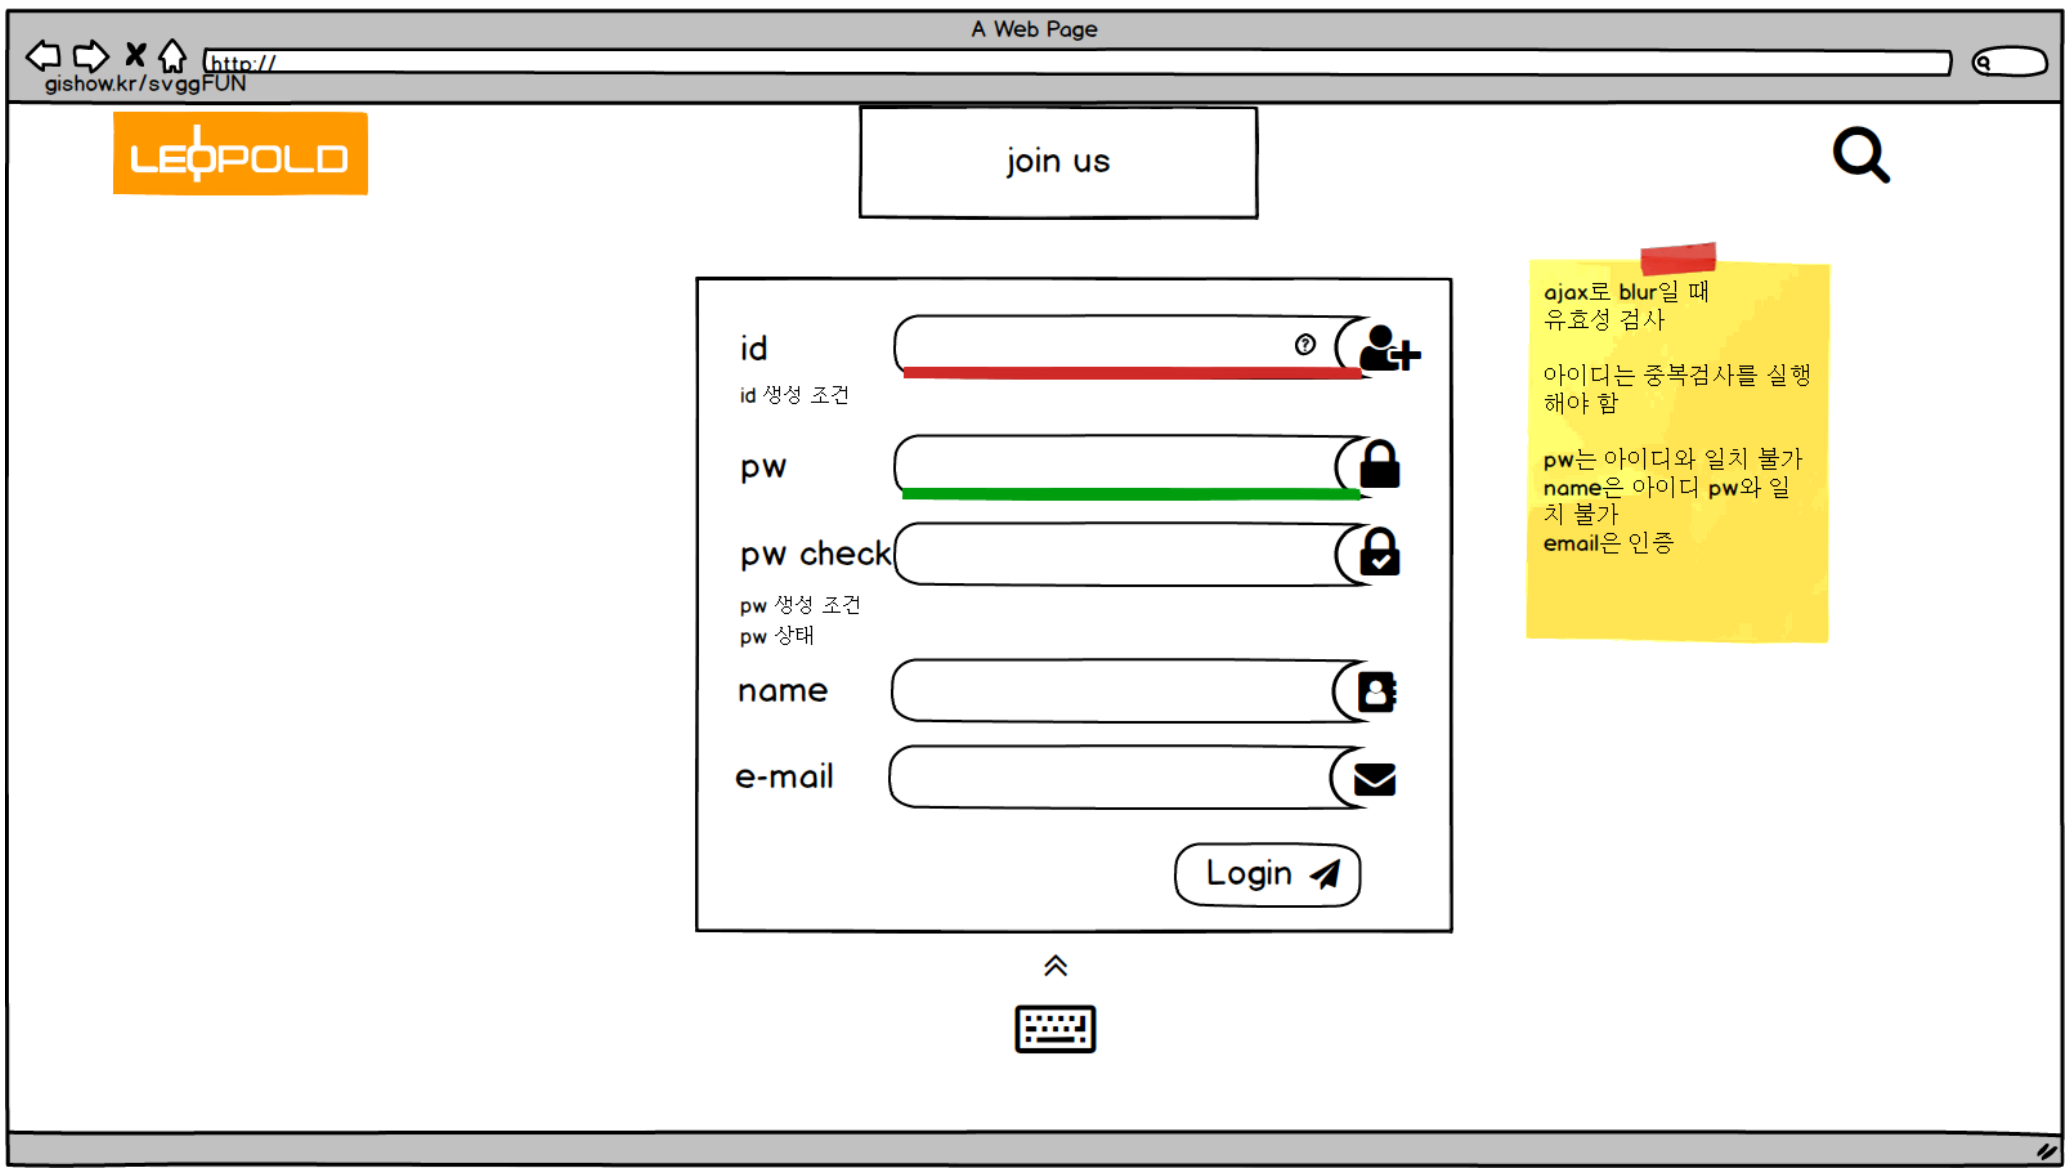 A Web Page
http://
gishow.kr/svggFUN
LEOPOLD
join us
id
id 생성 조건
pw
pw check
pw 생성 조건
pw 상태
name
e-mail
Login
ajax로 blur일 때
유효성 검사
아이디는 중복검사를 실행
해야 함
pw는 아이디와 일치 불가
name은 아이디 pw와 일
치 불가
email은 인증